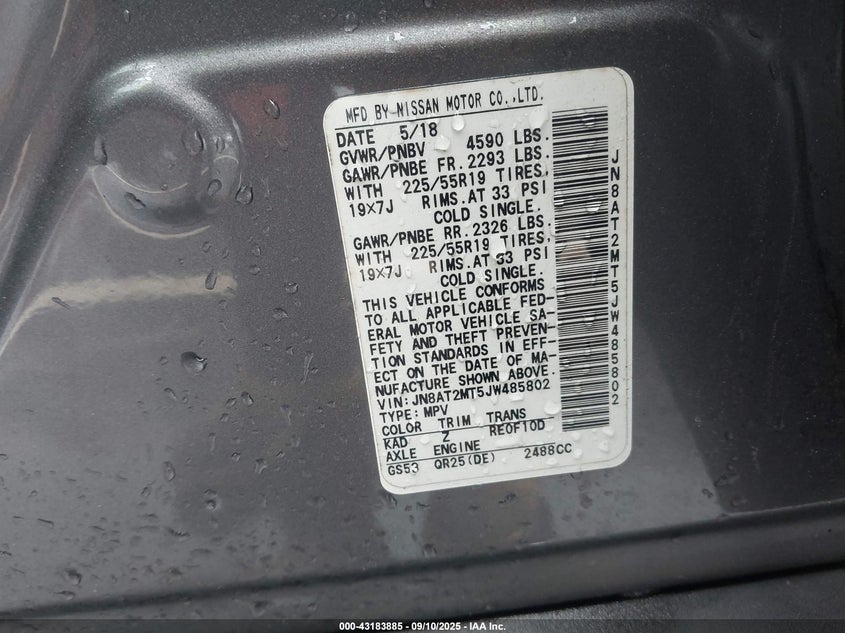 MFD BY NISSAN MOTOR CO.,LTD.
DATE 5/18
GVWR/PNBV 4590 LBS.
GAWR/PNBE FR. 2293 LBS.
WITH 225/55R19 TIRES,
19×7J RIMS. AT 33 PSI
COLD SINGLE.
GAWR/PNBE RR. 2326 LBS.
WITH 225/55R19 TIRES,
19×7J RIMS. AT 33 PSI
COLD SINGLE.
THIS VEHICLE CONFORMS
TO ALL APPLICABLE FED-
ERAL MOTOR VEHICLE SA-
FETY AND THEFT PREVEN-
TION STANDARDS IN EFF-
ECT ON THE DATE OF MA-
NUFACTURE SHOWN ABOVE.
VIN: JN8AT2MT5JW485802
TYPE: MPV
COLOR TRIM TRANS
KAD Z RE0F10D
AXLE ENGINE
GS53 QR25(DE) 2488CC
JN8AT2MT5JW485802
000-43183885 - 09/10/2025 - IAA Inc.